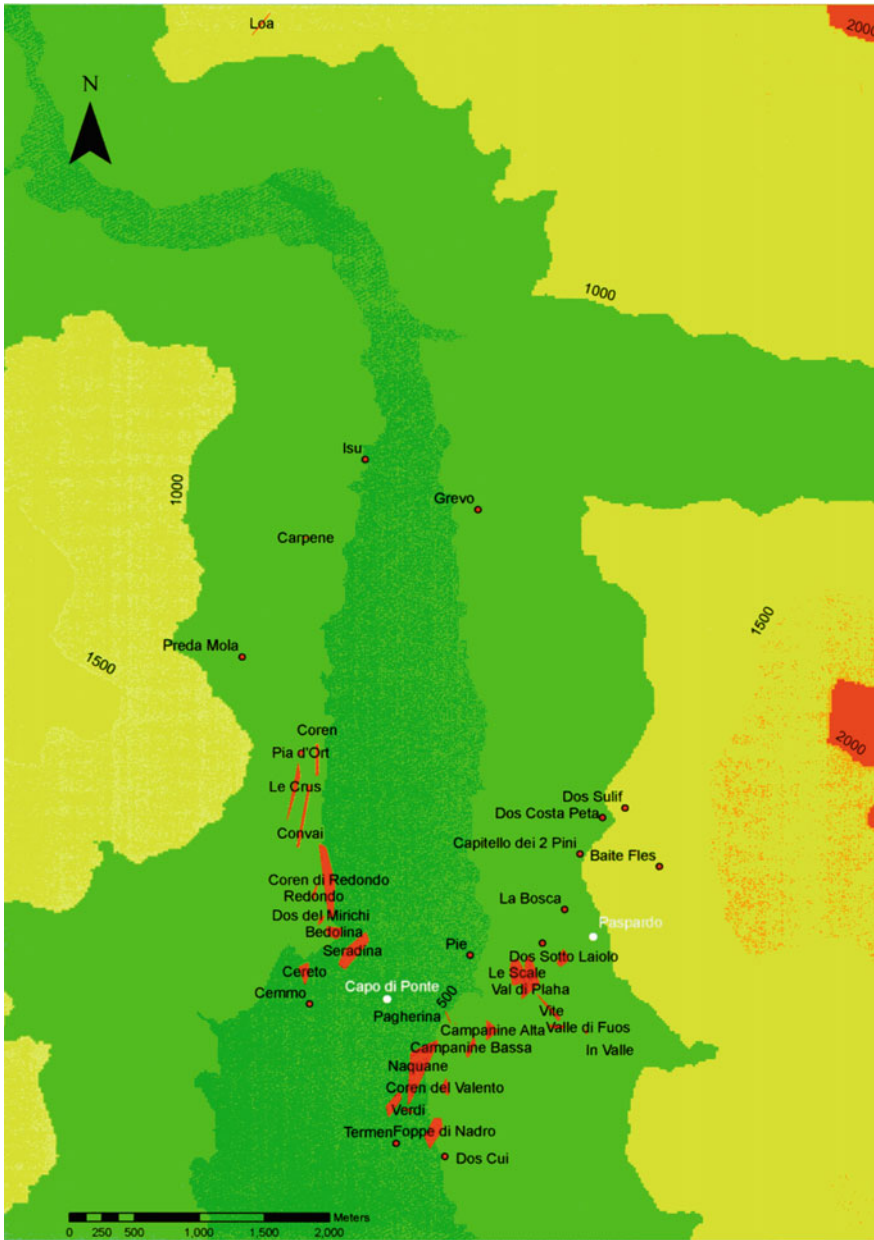 Loa
2000
N
1000
Isu
1000
Grevo
Carpene
1500
Preda Mola
1500
Coren
2000
Pia d'Ort
Le Crus
Dos Sulif
Dos Costa Peta
Convai
Capitello dei 2 Pini
Baite Fles
Coren di Redondo
Redondo
La Bosca
Dos del Mirichi
Paspardo
Bedolina
Seradina
Pie
Dos Sotto Laiolo
Cereto
Le Scale
Capo di Ponte
Val di Plaha
Cemmo
500
Pagherina
Vite
Campanine Alta
Valle di Fuos
Campanine Bassa
In Valle
Naquane
Coren del Valento
Verdi
Termen
Foppe di Nadro
Dos Cui
Meters
0 250 500 1,000 1,500 2,000